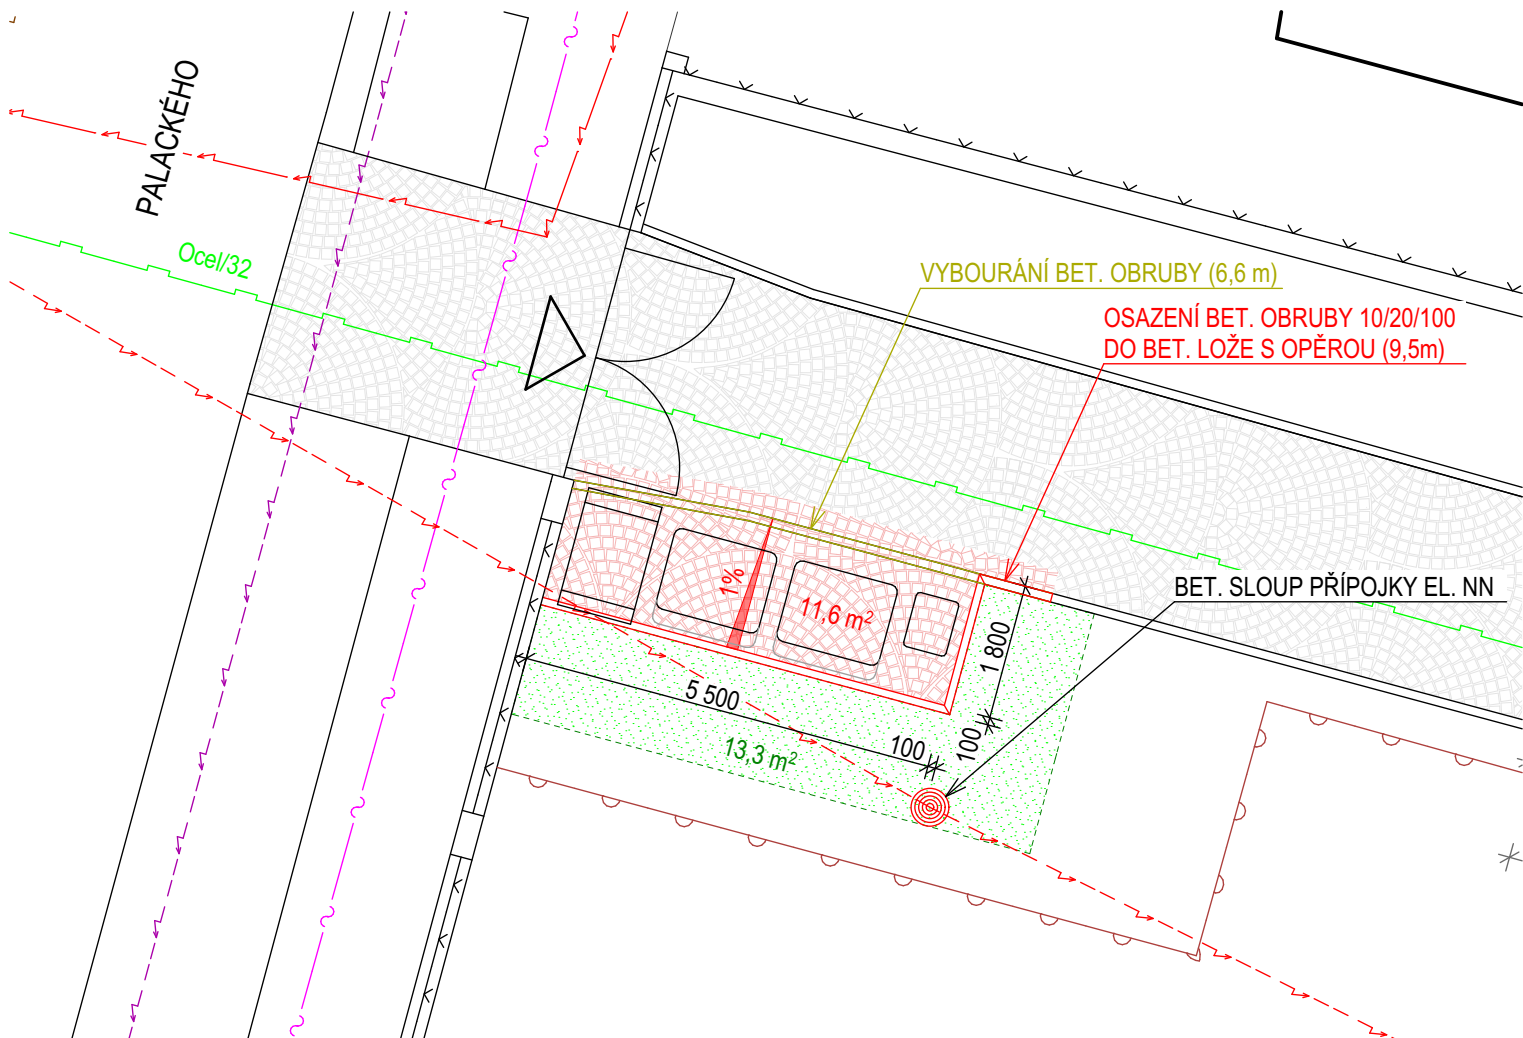 PALACKÉHO
Ocel/32
VYBOURÁNÍ BET. OBRUBY (6,6 m)
OSAZENÍ BET. OBRUBY 10/20/100
DO BET. LOŽE S OPĚROU (9,5m)
BET. SLOUP PŘÍPOJKY EL. NN
1%
11,6 m²
1 800
5 500
100
100
13,3 m²